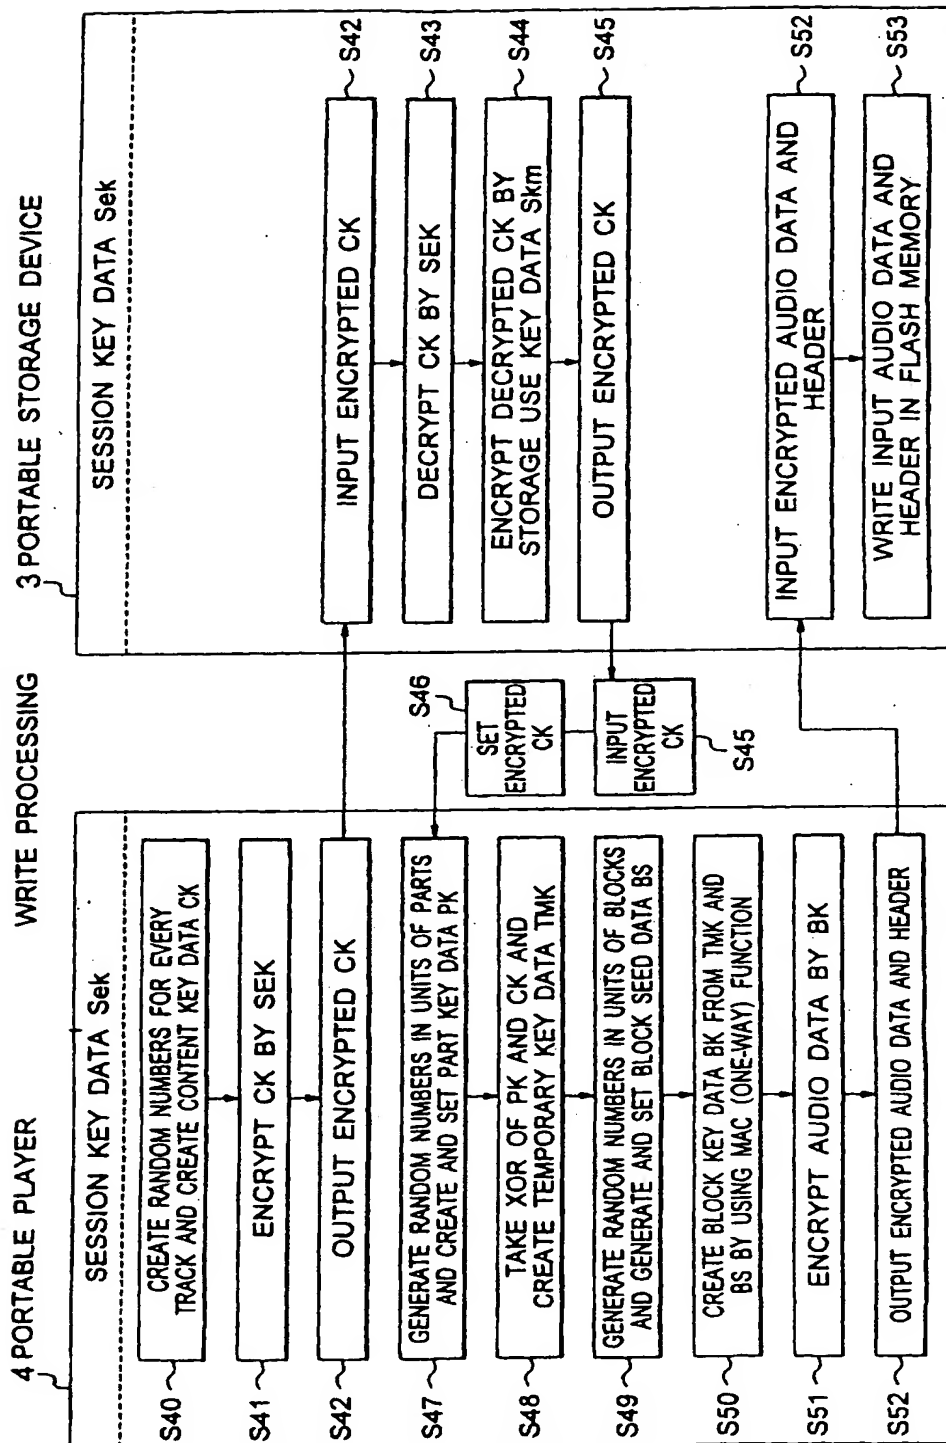 WRITE PROCESSING
4 PORTABLE PLAYER
SESSION KEY DATA Sek
S40
CREATE RANDOM NUMBERS FOR EVERY
TRACK AND CREATE CONTENT KEY DATA CK
S41
ENCRYPT CK BY SEK
S42
OUTPUT ENCRYPTED CK
S47
GENERATE RANDOM NUMBERS IN UNITS OF PARTS
AND CREATE AND SET PART KEY DATA PK
S48
TAKE XOR OF PK AND CK AND
CREATE TEMPORARY KEY DATA TMK
S49
GENERATE RANDOM NUMBERS IN UNITS OF BLOCKS
AND GENERATE AND SET BLOCK SEED DATA BS
S50
CREATE BLOCK KEY DATA BK FROM TMK AND
BS BY USING MAC (ONE-WAY) FUNCTION
S51
ENCRYPT AUDIO DATA BY BK
S52
OUTPUT ENCRYPTED AUDIO DATA AND HEADER
S46
SET
ENCRYPTED
CK
INPUT
ENCRYPTED
CK
S45
3 PORTABLE STORAGE DEVICE
SESSION KEY DATA Sek
INPUT ENCRYPTED CK
S42
DECRYPT CK BY SEK
S43
ENCRYPT DECRYPTED CK BY
STORAGE USE KEY DATA Skm
S44
OUTPUT ENCRYPTED CK
S45
INPUT ENCRYPTED AUDIO DATA AND
HEADER
S52
WRITE INPUT AUDIO DATA AND
HEADER IN FLASH MEMORY
S53